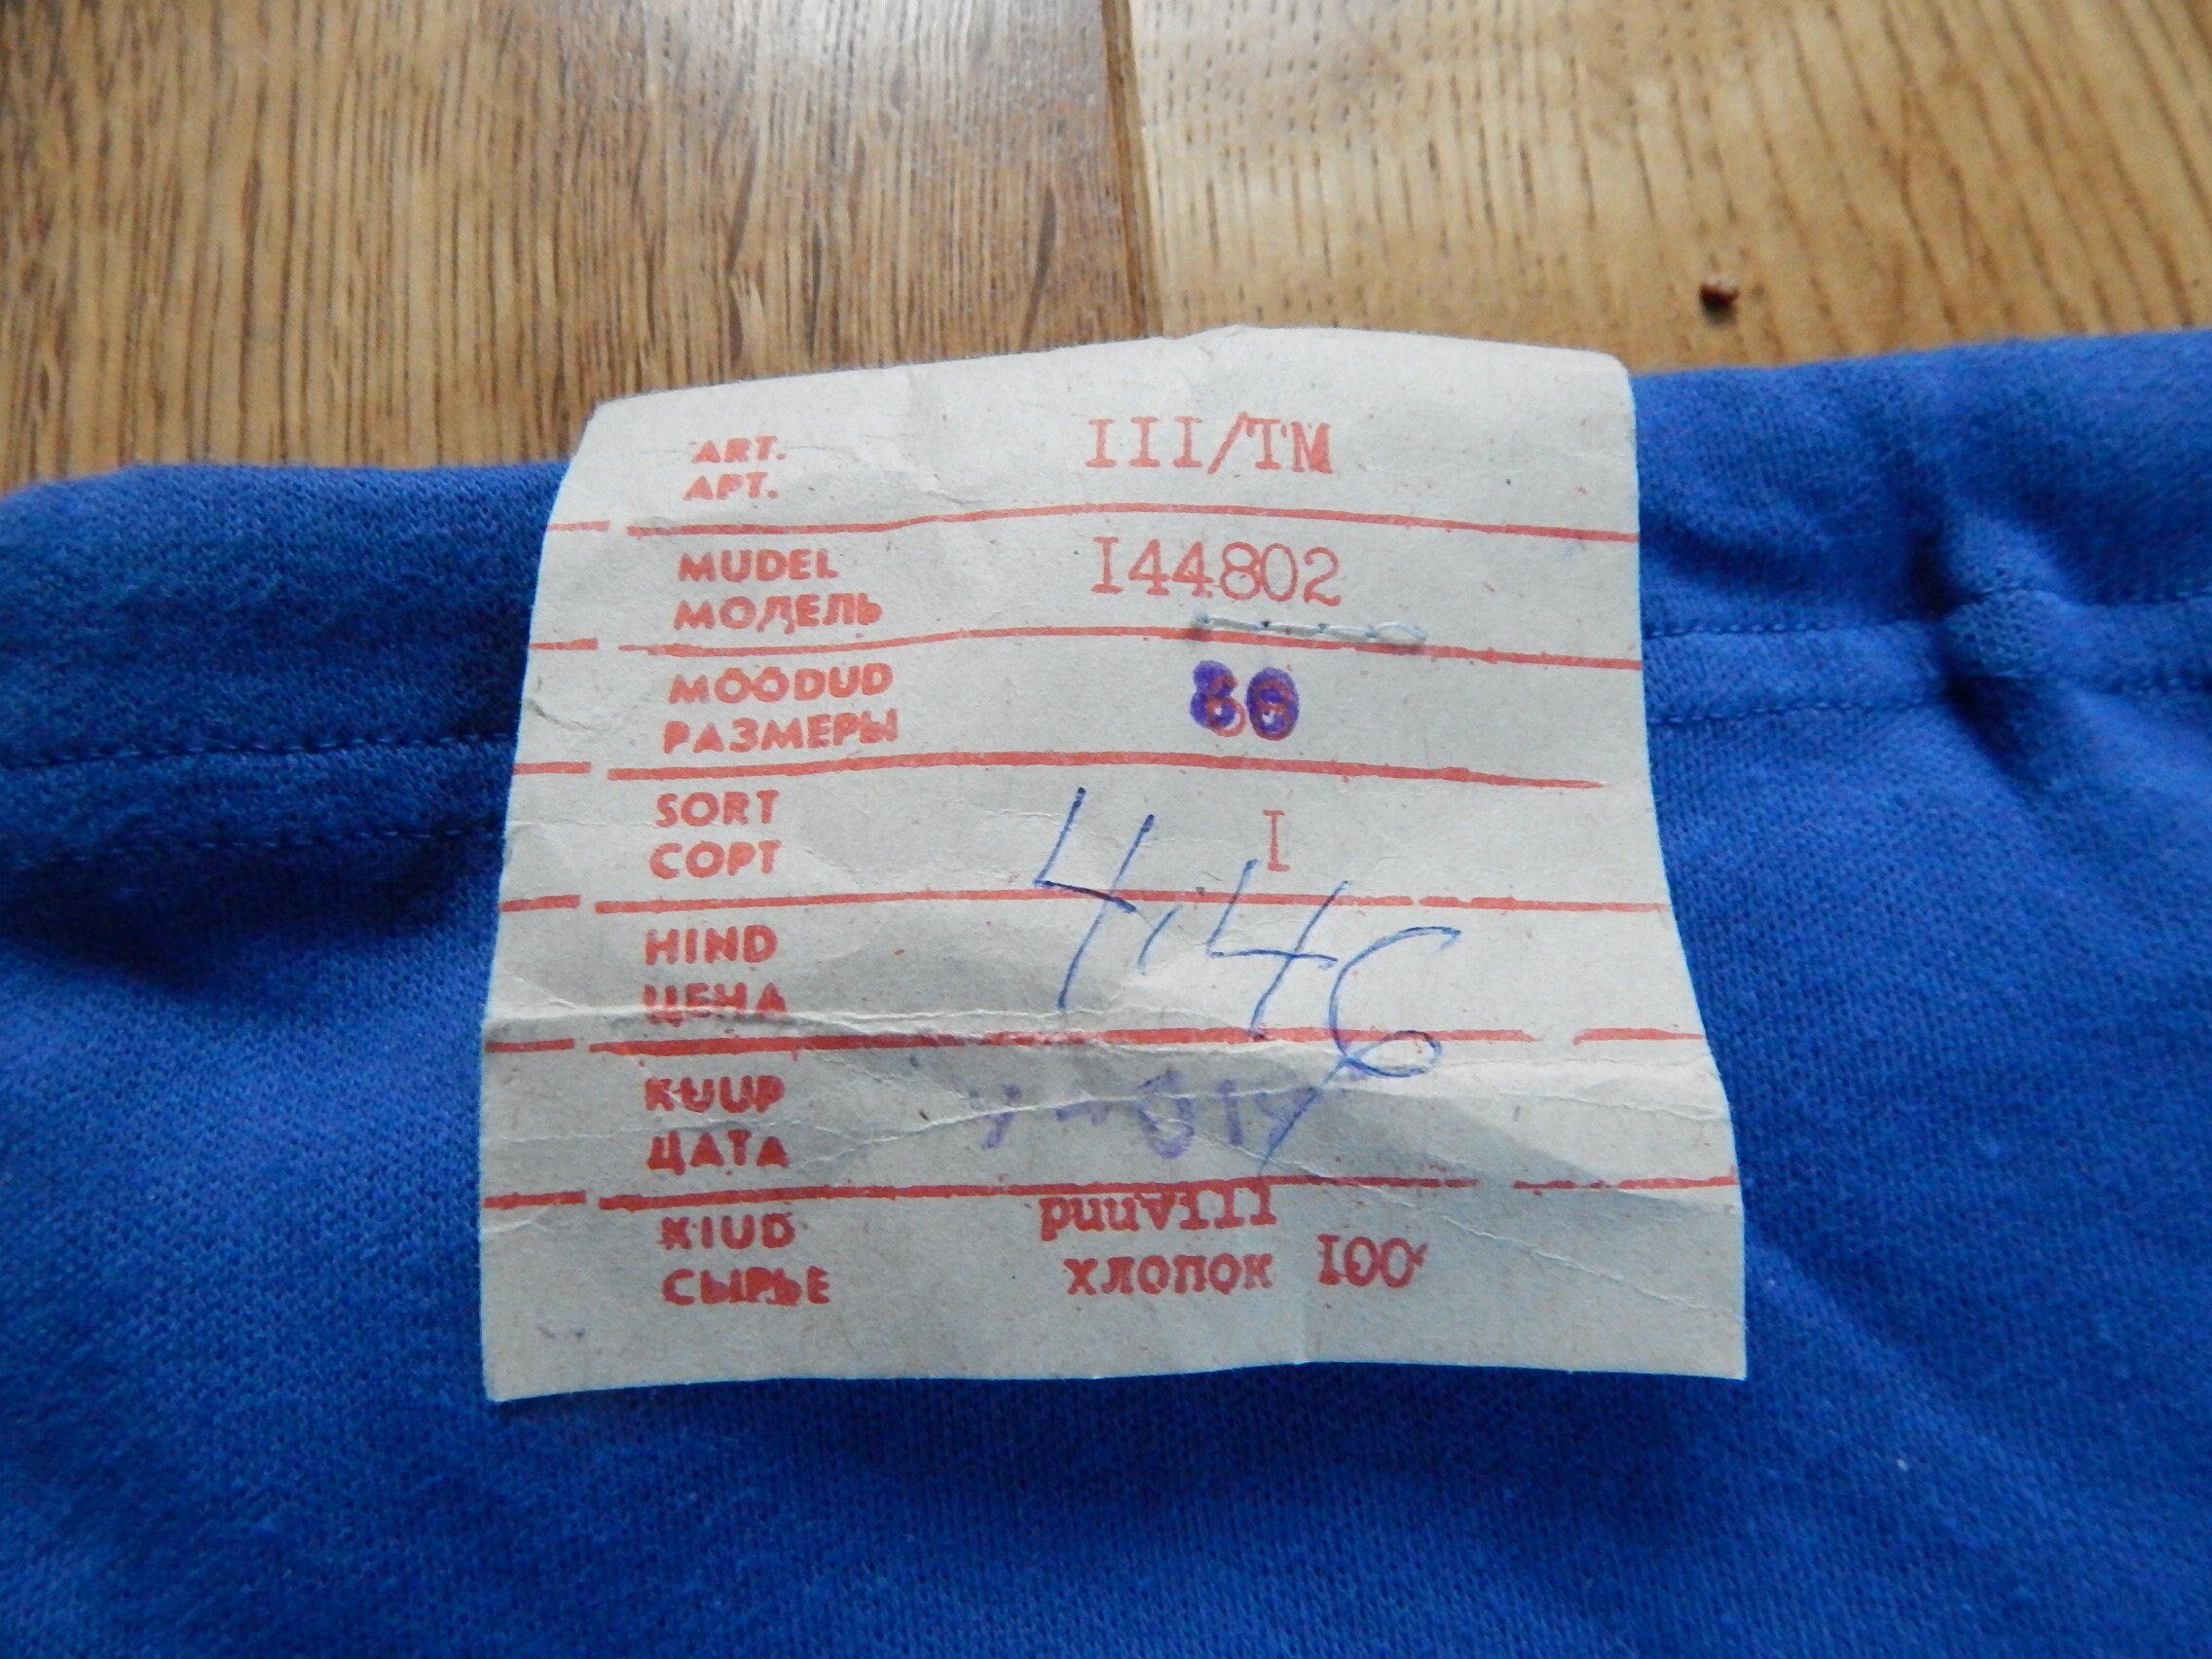 ART. III/TM
АРТ.
MUDEL I44802
МОДЕЛЬ
MÕÕDUD
РАЗМЕРЫ
SORT I
СОРТ
HIND 4.46
ЦЕНА
KUUP
ДАТА
KIUD puuvill
СЫРЬЕ хлопок I00